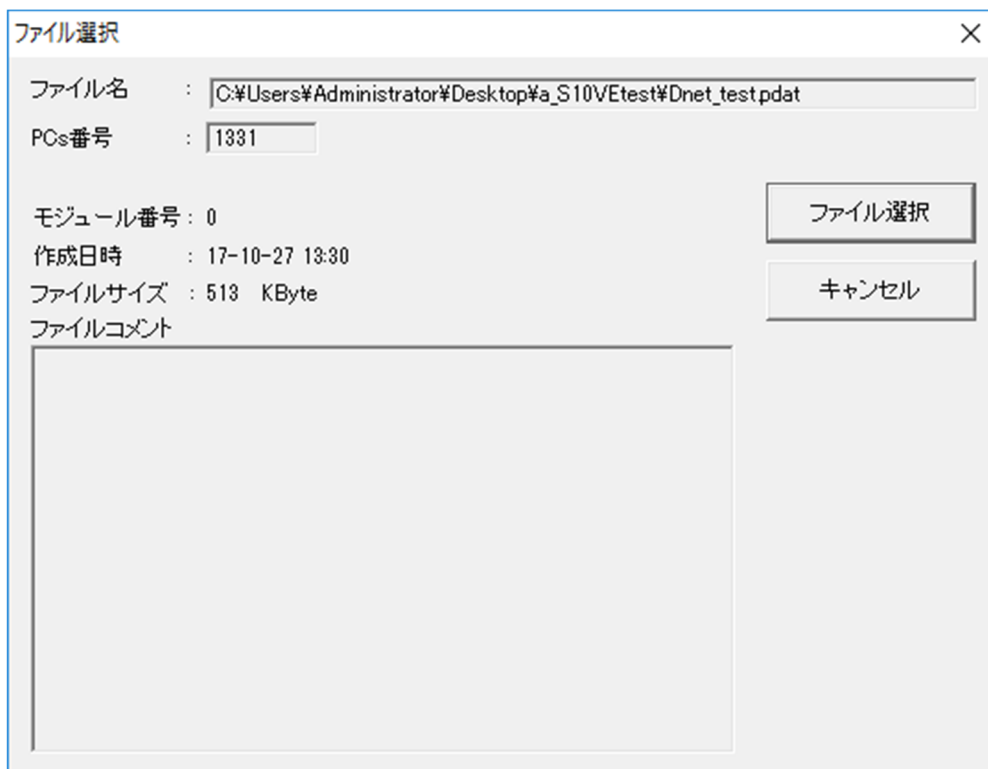 ファイル選択
ファイル名 : C:¥Users¥Administrator¥Desktop¥a_S10VEtest¥Dnet_test.pdat
PCs番号 : 1331
モジュール番号 : 0
ファイル選択
作成日時 : 17-10-27 13:30
ファイルサイズ : 513 KByte
キャンセル
ファイルコメント